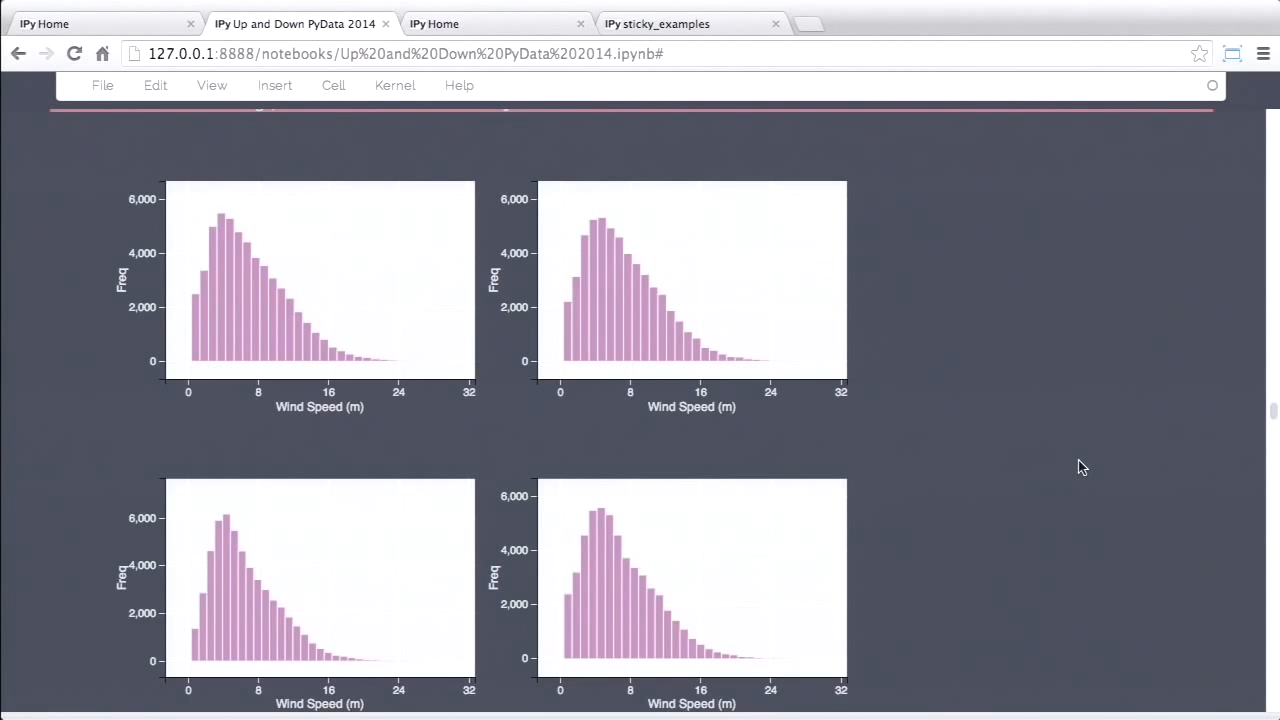 IPy Home
IPy Up and Down PyData 2014
IPy Home
IPy sticky_examples
127.0.0.1:8888/notebooks/Up%20and%20Down%20PyData%202014.ipynb#
File Edit View Insert Cell Kernel Help
6,000
4,000
2,000
0
Freq
0 8 16 24 32
Wind Speed (m)
6,000
4,000
2,000
0
Freq
0 8 16 24 32
Wind Speed (m)
6,000
4,000
2,000
0
Freq
0 8 16 24 32
Wind Speed (m)
6,000
4,000
2,000
0
Freq
0 8 16 24 32
Wind Speed (m)